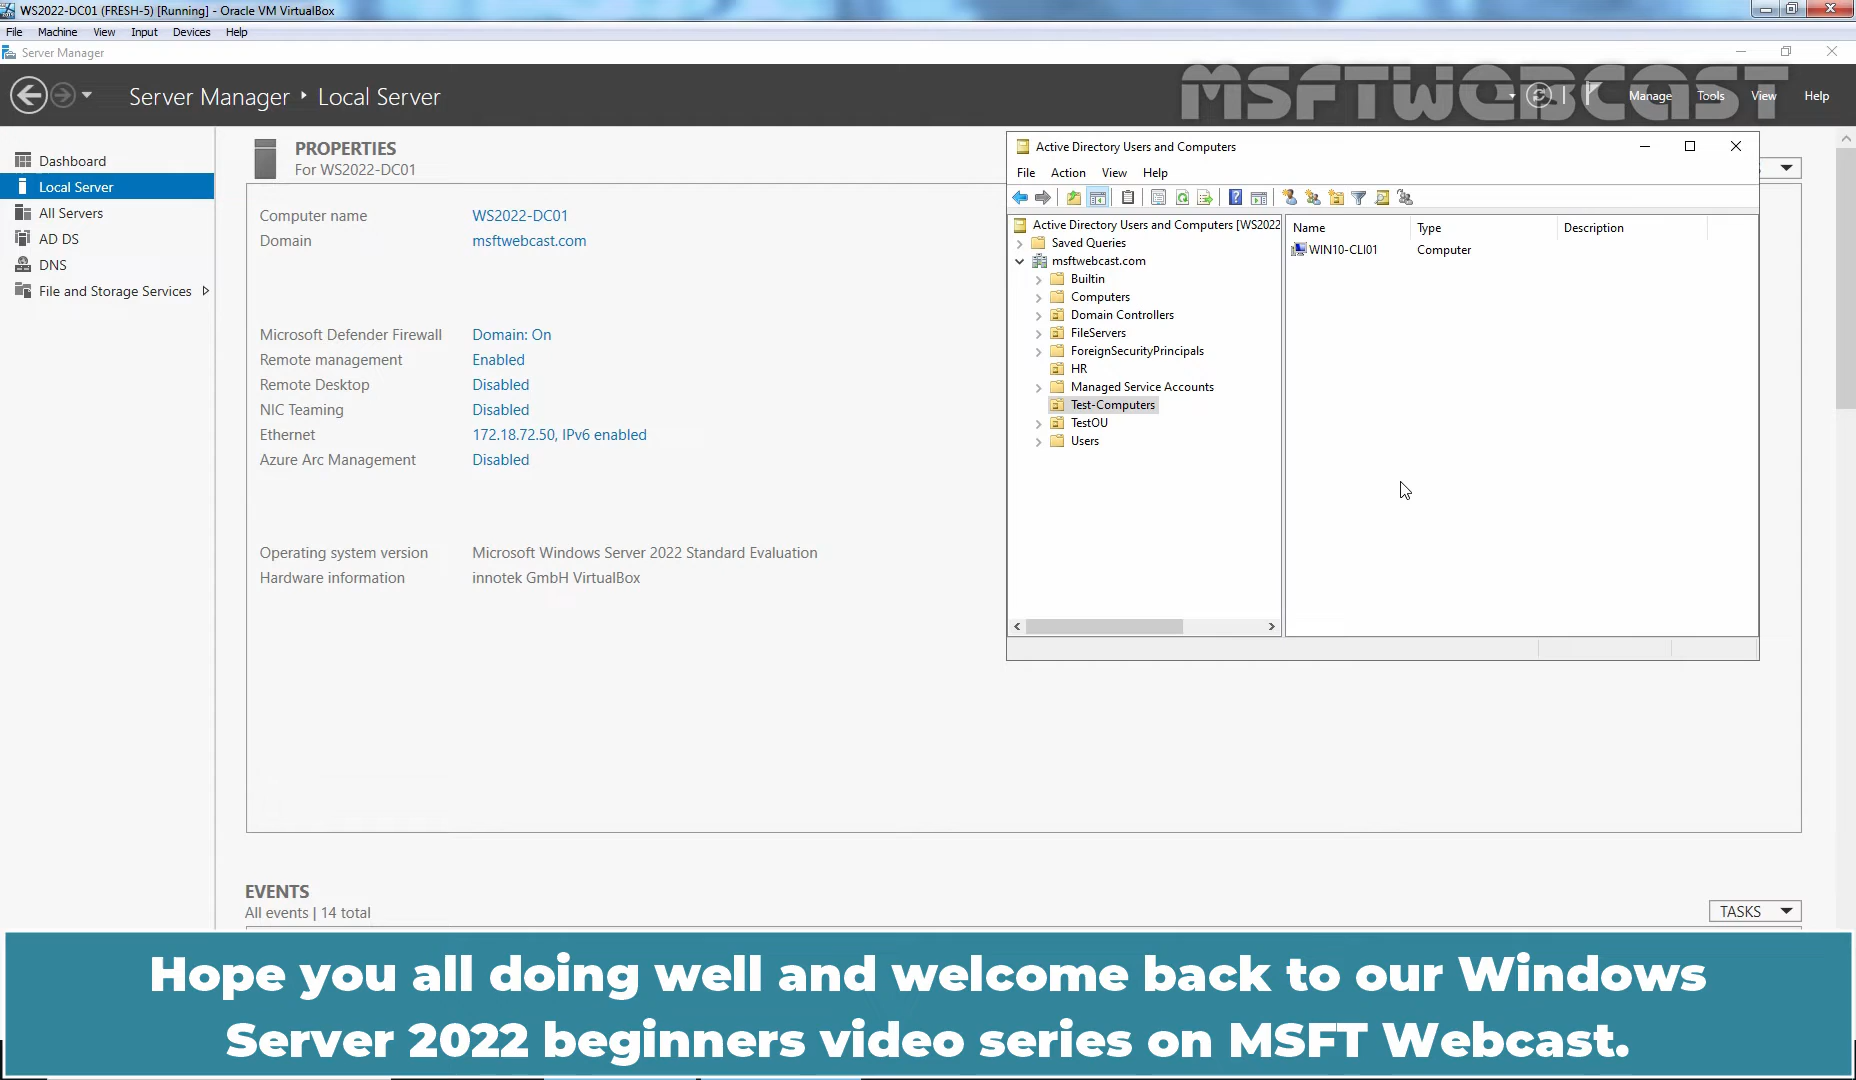 WS2022-DC01 (FRESH-5) [Running] - Oracle VM VirtualBox
File Machine View Input Devices Help
Server Manager
Server Manager Local Server
MSFTWEBCAST
Manage Tools View Help
Dashboard
Local Server
All Servers
AD DS
DNS
File and Storage Services
PROPERTIES
For WS2022-DC01
Computer name WS2022-DC01
Domain msftwebcast.com
Microsoft Defender Firewall Domain: On
Remote management Enabled
Remote Desktop Disabled
NIC Teaming Disabled
Ethernet 172.18.72.50, IPv6 enabled
Azure Arc Management Disabled
Operating system version Microsoft Windows Server 2022 Standard Evaluation
Hardware information innotek GmbH VirtualBox
Active Directory Users and Computers
File Action View Help
Active Directory Users and Computers [WS2022
Saved Queries
msftwebcast.com
Builtin
Computers
Domain Controllers
FileServers
ForeignSecurityPrincipals
HR
Managed Service Accounts
Test-Computers
TestOU
Users
Name Type Description
WIN10-CLI01 Computer
EVENTS
All events | 14 total
TASKS
Hope you all doing well and welcome back to our Windows
Server 2022 beginners video series on MSFT Webcast.